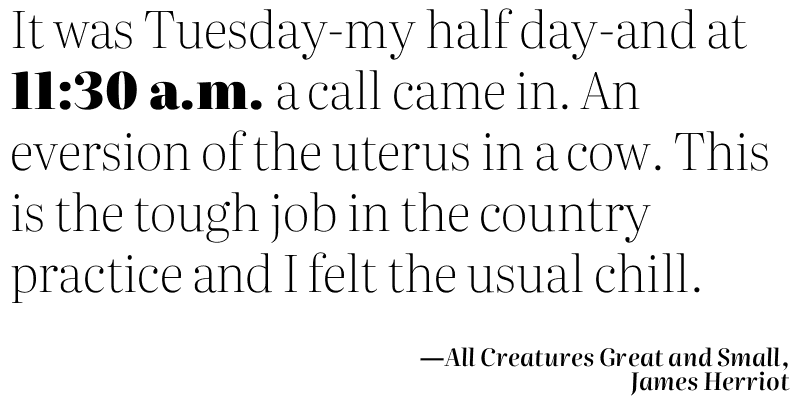 It was Tuesday-my half day-and at
11:30 a.m. a call came in. An
eversion of the uterus in a cow. This
is the tough job in the country
practice and I felt the usual chill.
—All Creatures Great and Small,
James Herriot